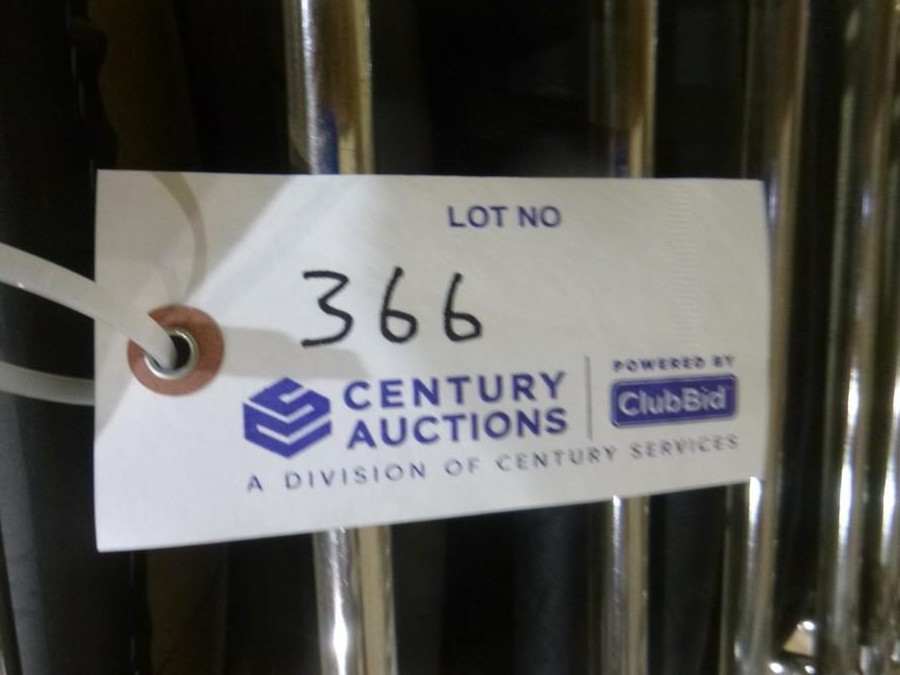 LOT NO
366
CENTURY
AUCTIONS
POWERED BY
ClubBid
A DIVISION OF CENTURY SERVICES